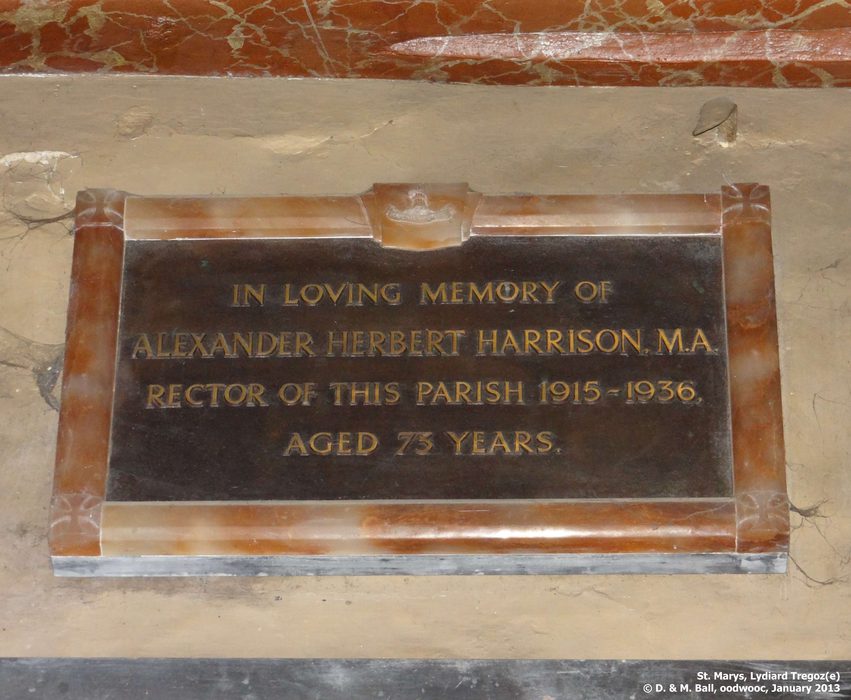 IN LOVING MEMORY OF
ALEXANDER HERBERT HARRISON, M.A.
RECTOR OF THIS PARISH 1915-1936,
AGED 73 YEARS.
St. Marys, Lydiard Tregoz(e)
© D. & M. Ball, oodwooc, January 2013